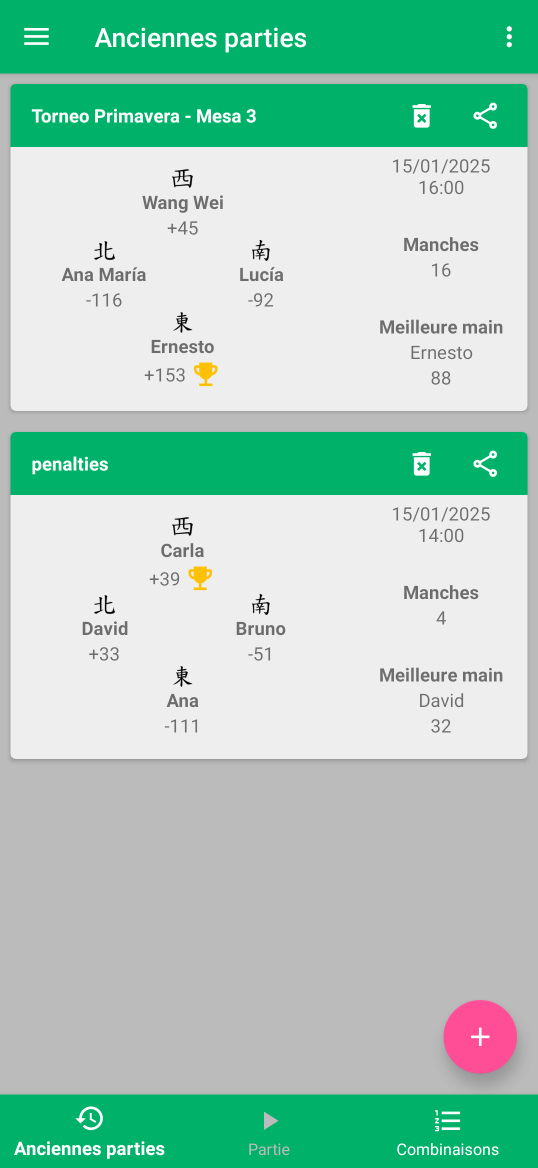 Anciennes parties
Torneo Primavera - Mesa 3
西
Wang Wei
+45
北
Ana María
-116
南
Lucía
-92
東
Ernesto
+153
15/01/2025
16:00
Manches
16
Meilleure main
Ernesto
88
penalties
西
Carla
+39
北
David
+33
南
Bruno
-51
東
Ana
-111
15/01/2025
14:00
Manches
4
Meilleure main
David
32
Anciennes parties
Partie
Combinaisons